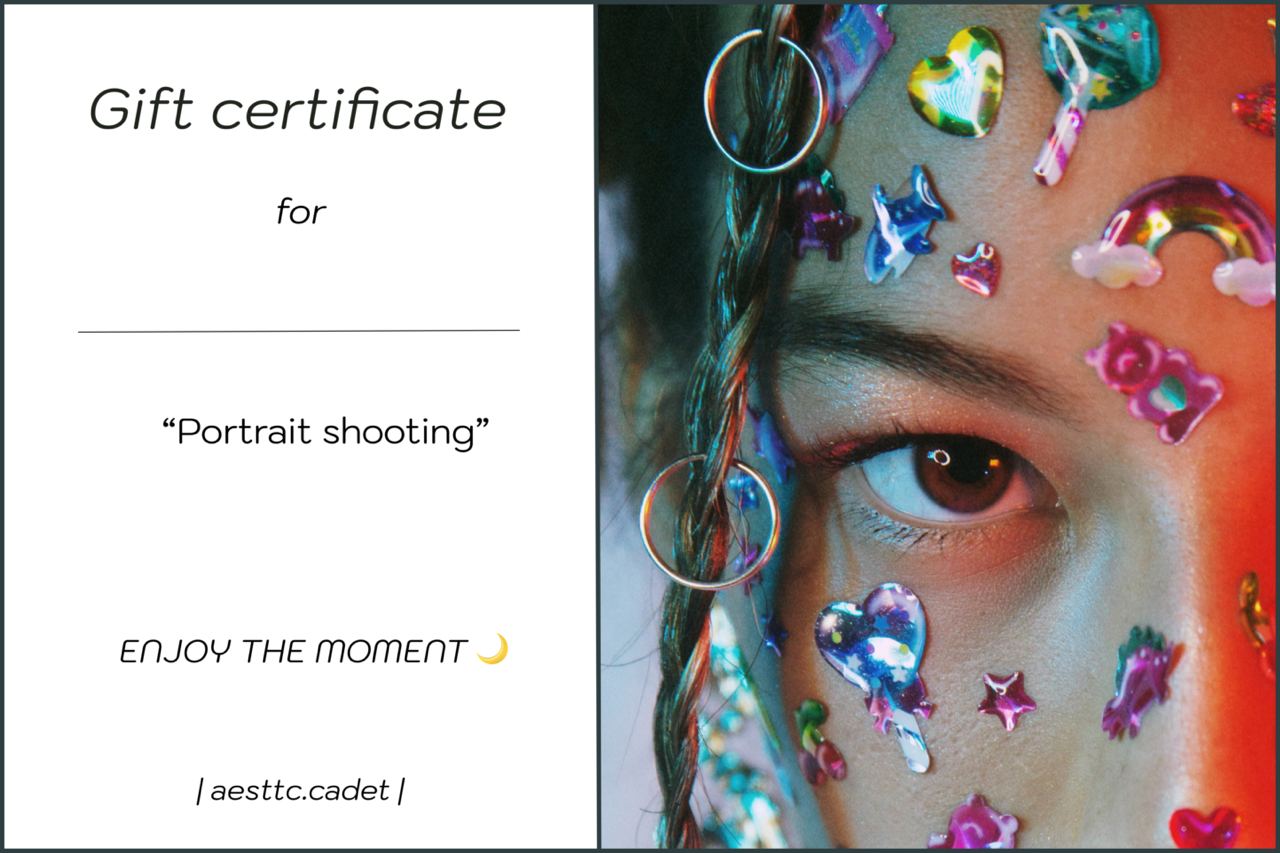 Gift certificate
for
“Portrait shooting”
ENJOY THE MOMENT 🌙
| aesttc.cadet |